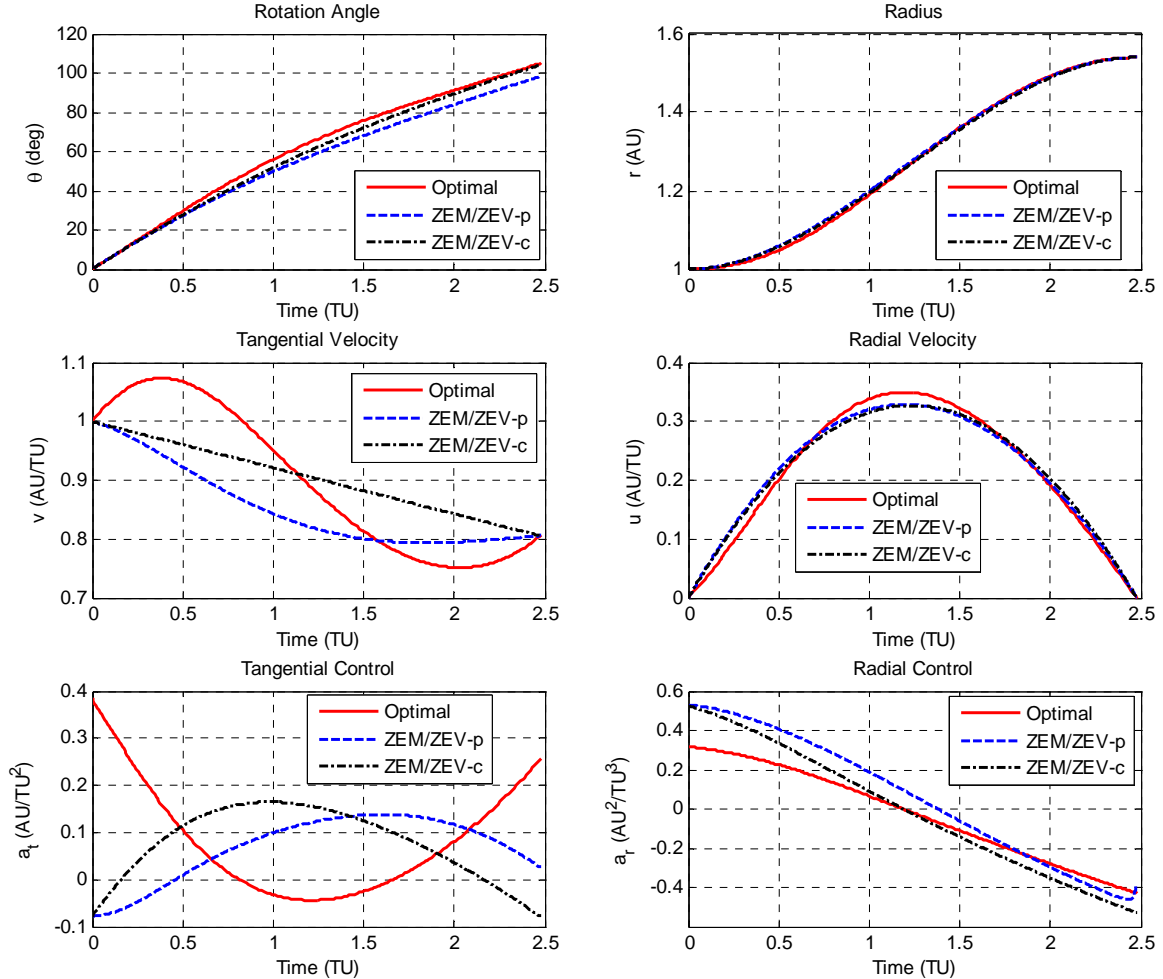 Rotation Angle
120
100
80
60
40
20
0
θ (deg)
0 0.5 1 1.5 2 2.5
Time (TU)
Optimal
ZEM/ZEV-p
ZEM/ZEV-c
Radius
1.6
1.4
1.2
1
r (AU)
0 0.5 1 1.5 2 2.5
Time (TU)
Optimal
ZEM/ZEV-p
ZEM/ZEV-c
Tangential Velocity
1.1
1
0.9
0.8
0.7
v (AU/TU)
0 0.5 1 1.5 2 2.5
Time (TU)
Optimal
ZEM/ZEV-p
ZEM/ZEV-c
Radial Velocity
0.4
0.3
0.2
0.1
0
u (AU/TU)
0 0.5 1 1.5 2 2.5
Time (TU)
Optimal
ZEM/ZEV-p
ZEM/ZEV-c
Tangential Control
0.4
0.3
0.2
0.1
0
-0.1
a_t (AU/TU²)
0 0.5 1 1.5 2 2.5
Time (TU)
Optimal
ZEM/ZEV-p
ZEM/ZEV-c
Radial Control
0.6
0.4
0.2
0
-0.2
-0.4
a_r (AU²/TU³)
0 0.5 1 1.5 2 2.5
Time (TU)
Optimal
ZEM/ZEV-p
ZEM/ZEV-c